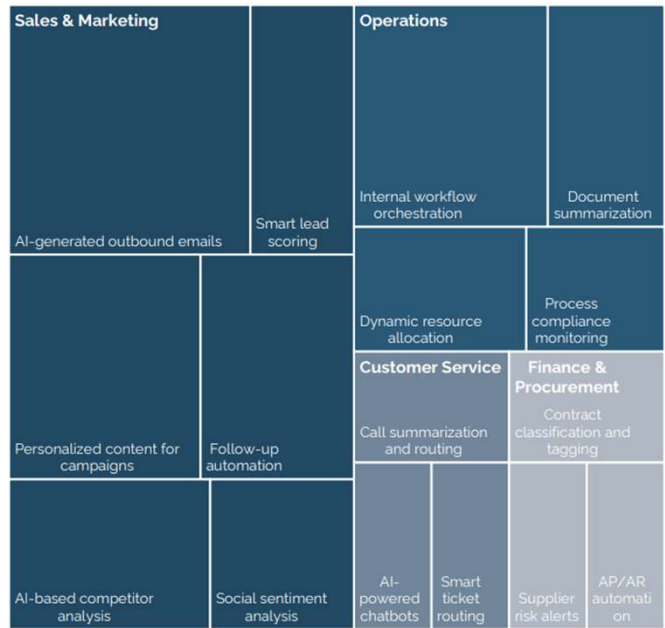 Sales & Marketing
AI-generated outbound emails
Smart lead
scoring
Personalized content for
campaigns
Follow-up
automation
AI-based competitor
analysis
Social sentiment
analysis
Operations
Internal workflow
orchestration
Document
summarization
Dynamic resource
allocation
Process
compliance
monitoring
Customer Service
Call summarization
and routing
AI-
powered
chatbots
Smart
ticket
routing
Finance &
Procurement
Contract
classification and
tagging
Supplier
risk alerts
AP/AR
automati
on